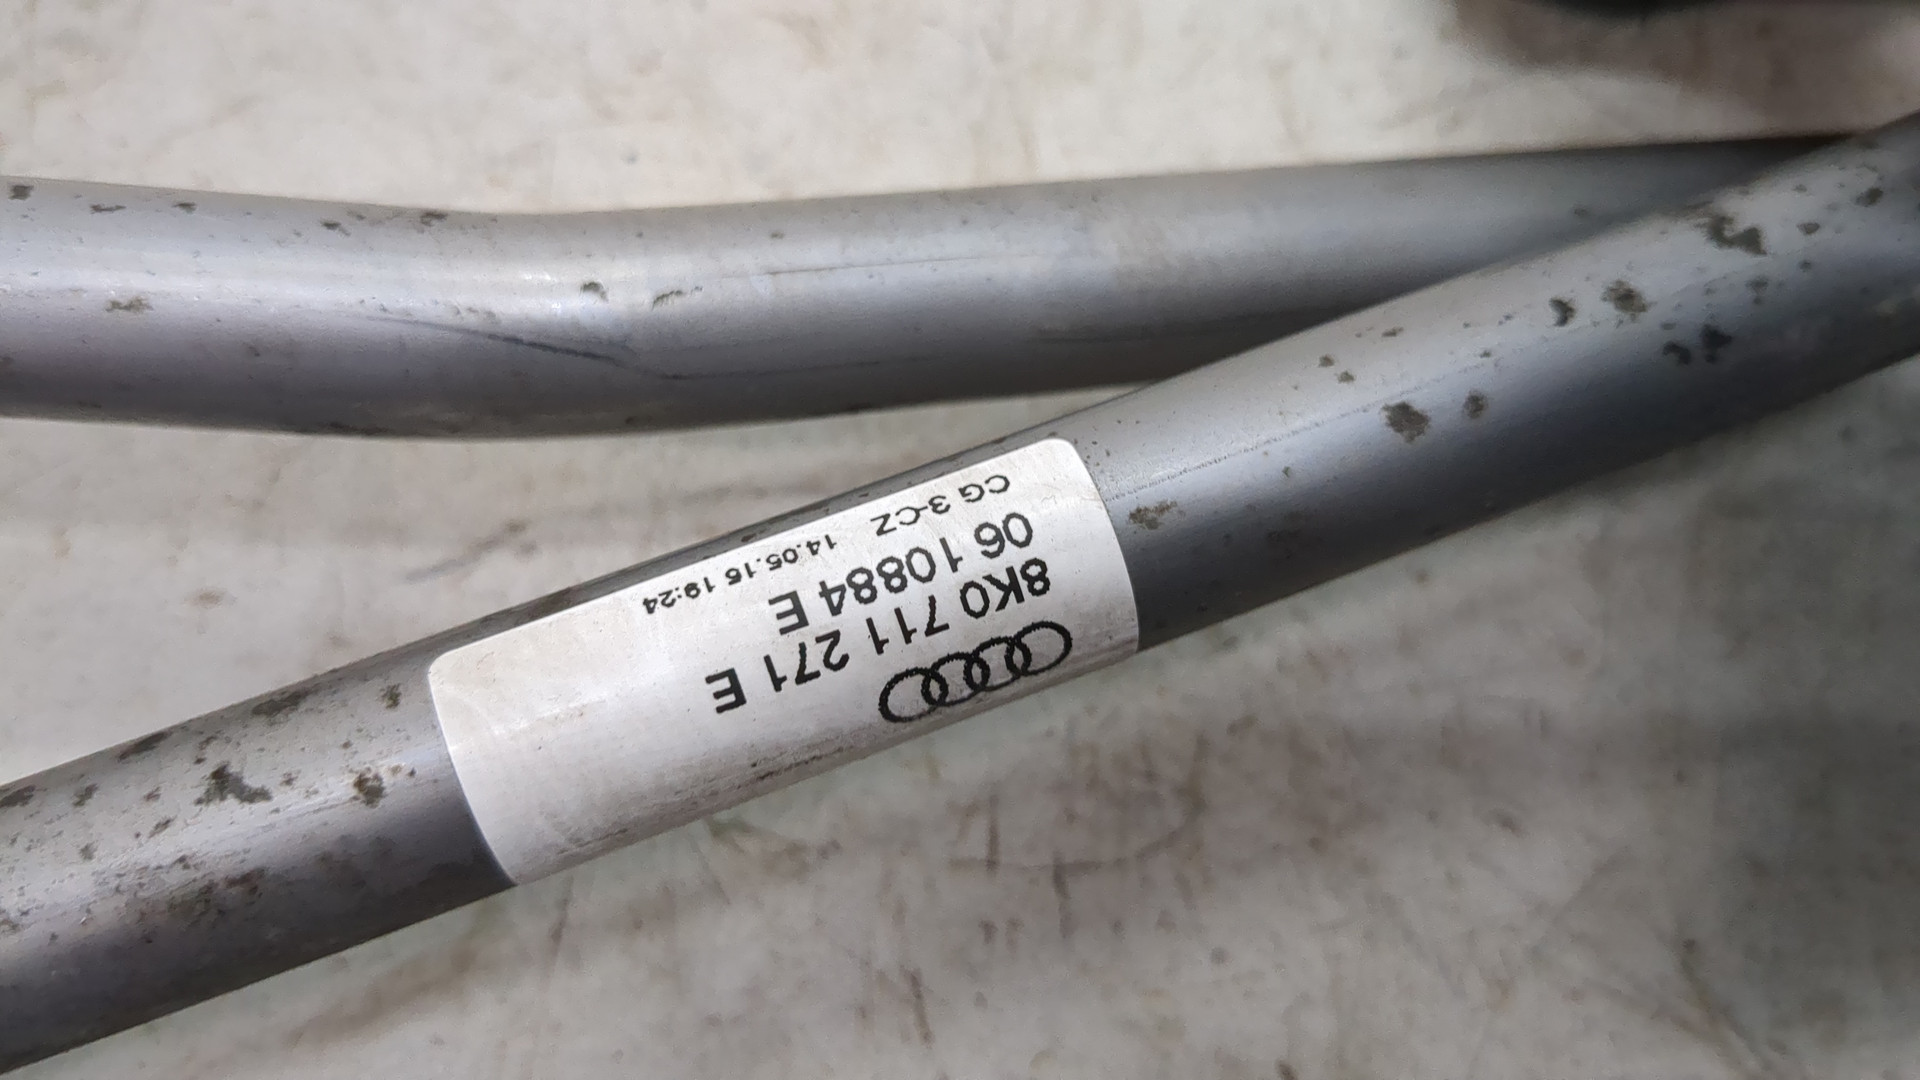 8K0 711 271 E
06 10884 E
CG 3-CZ 14.05.15 19:24